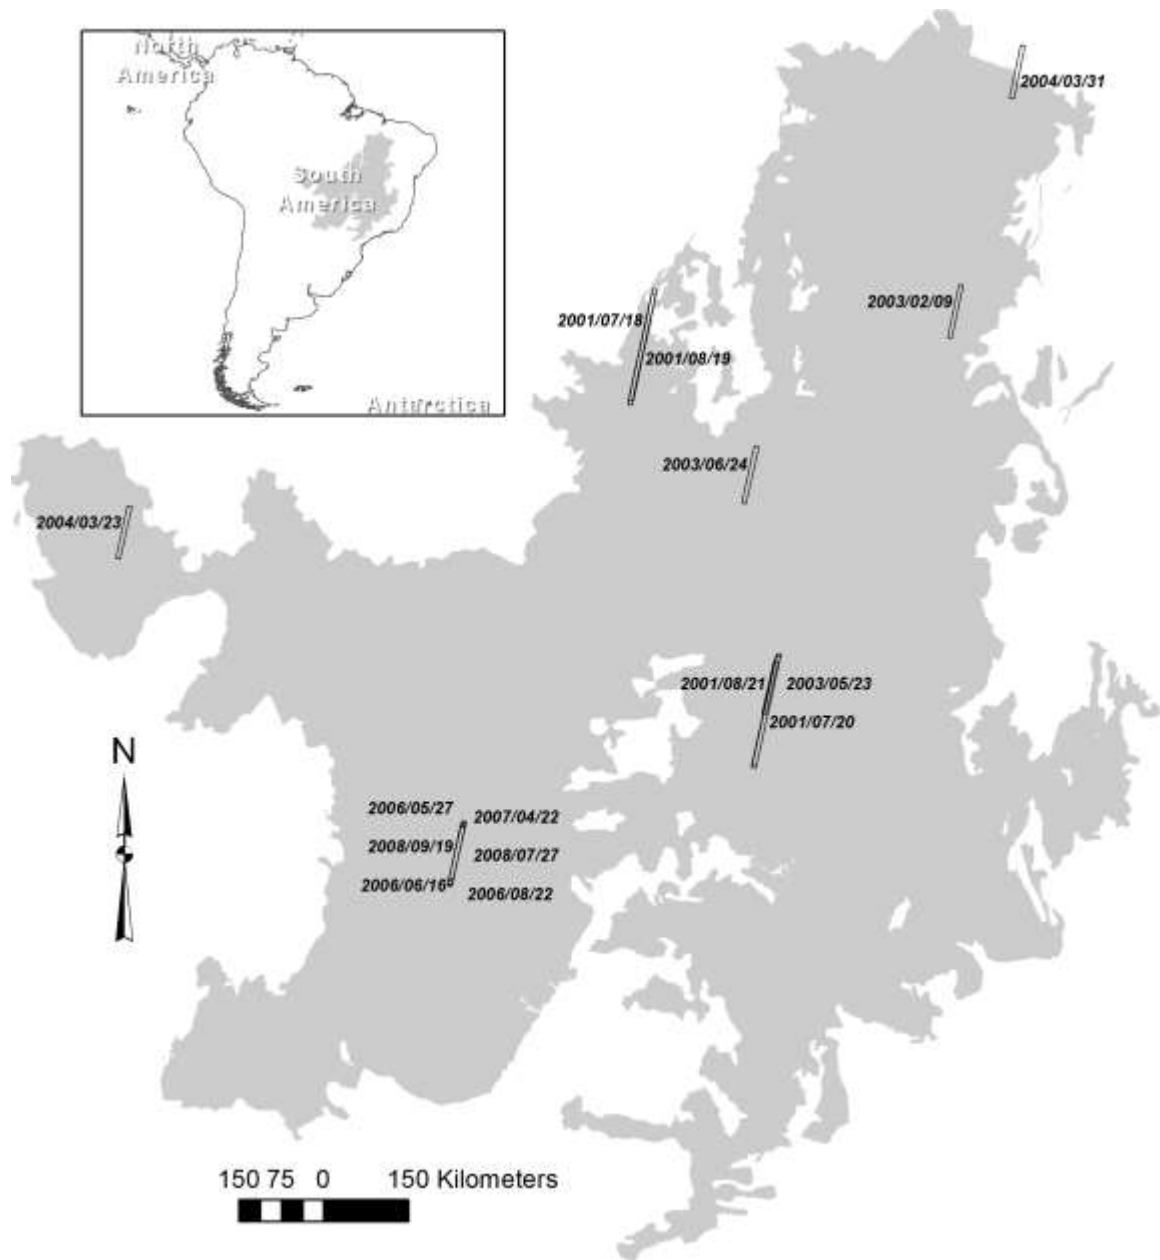 North
America
South
America
Antarctica
2004/03/31
2003/02/09
2001/07/18
2001/08/19
2003/06/24
2004/03/23
2001/08/21 2003/05/23
2001/07/20
N
2006/05/27 2007/04/22
2008/09/19 2008/07/27
2006/06/16 2006/08/22
150 75 0 150 Kilometers